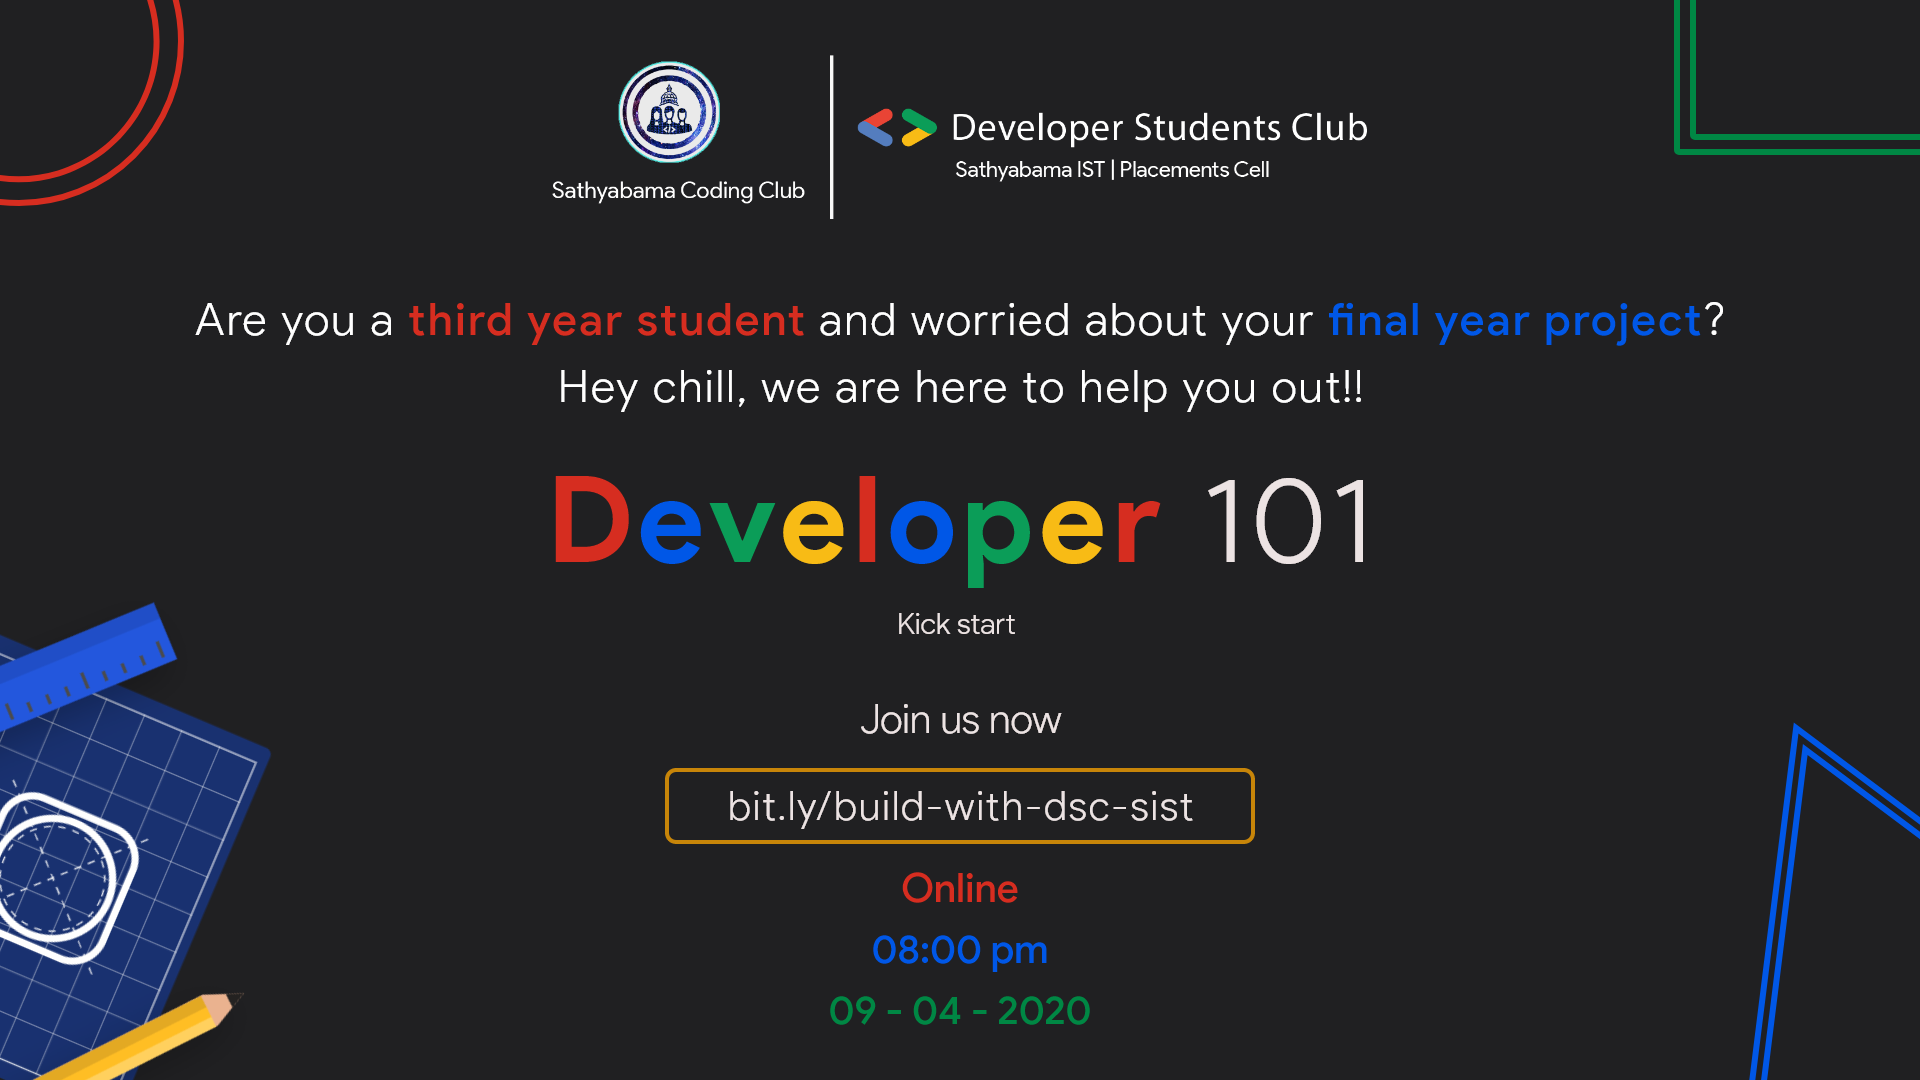 Sathyabama Coding Club
Developer Students Club
Sathyabama IST | Placements Cell
Are you a third year student and worried about your final year project?
Hey chill, we are here to help you out!!
Developer 101
Kick start
Join us now
bit.ly/build-with-dsc-sist
Online
08:00 pm
09 - 04 - 2020